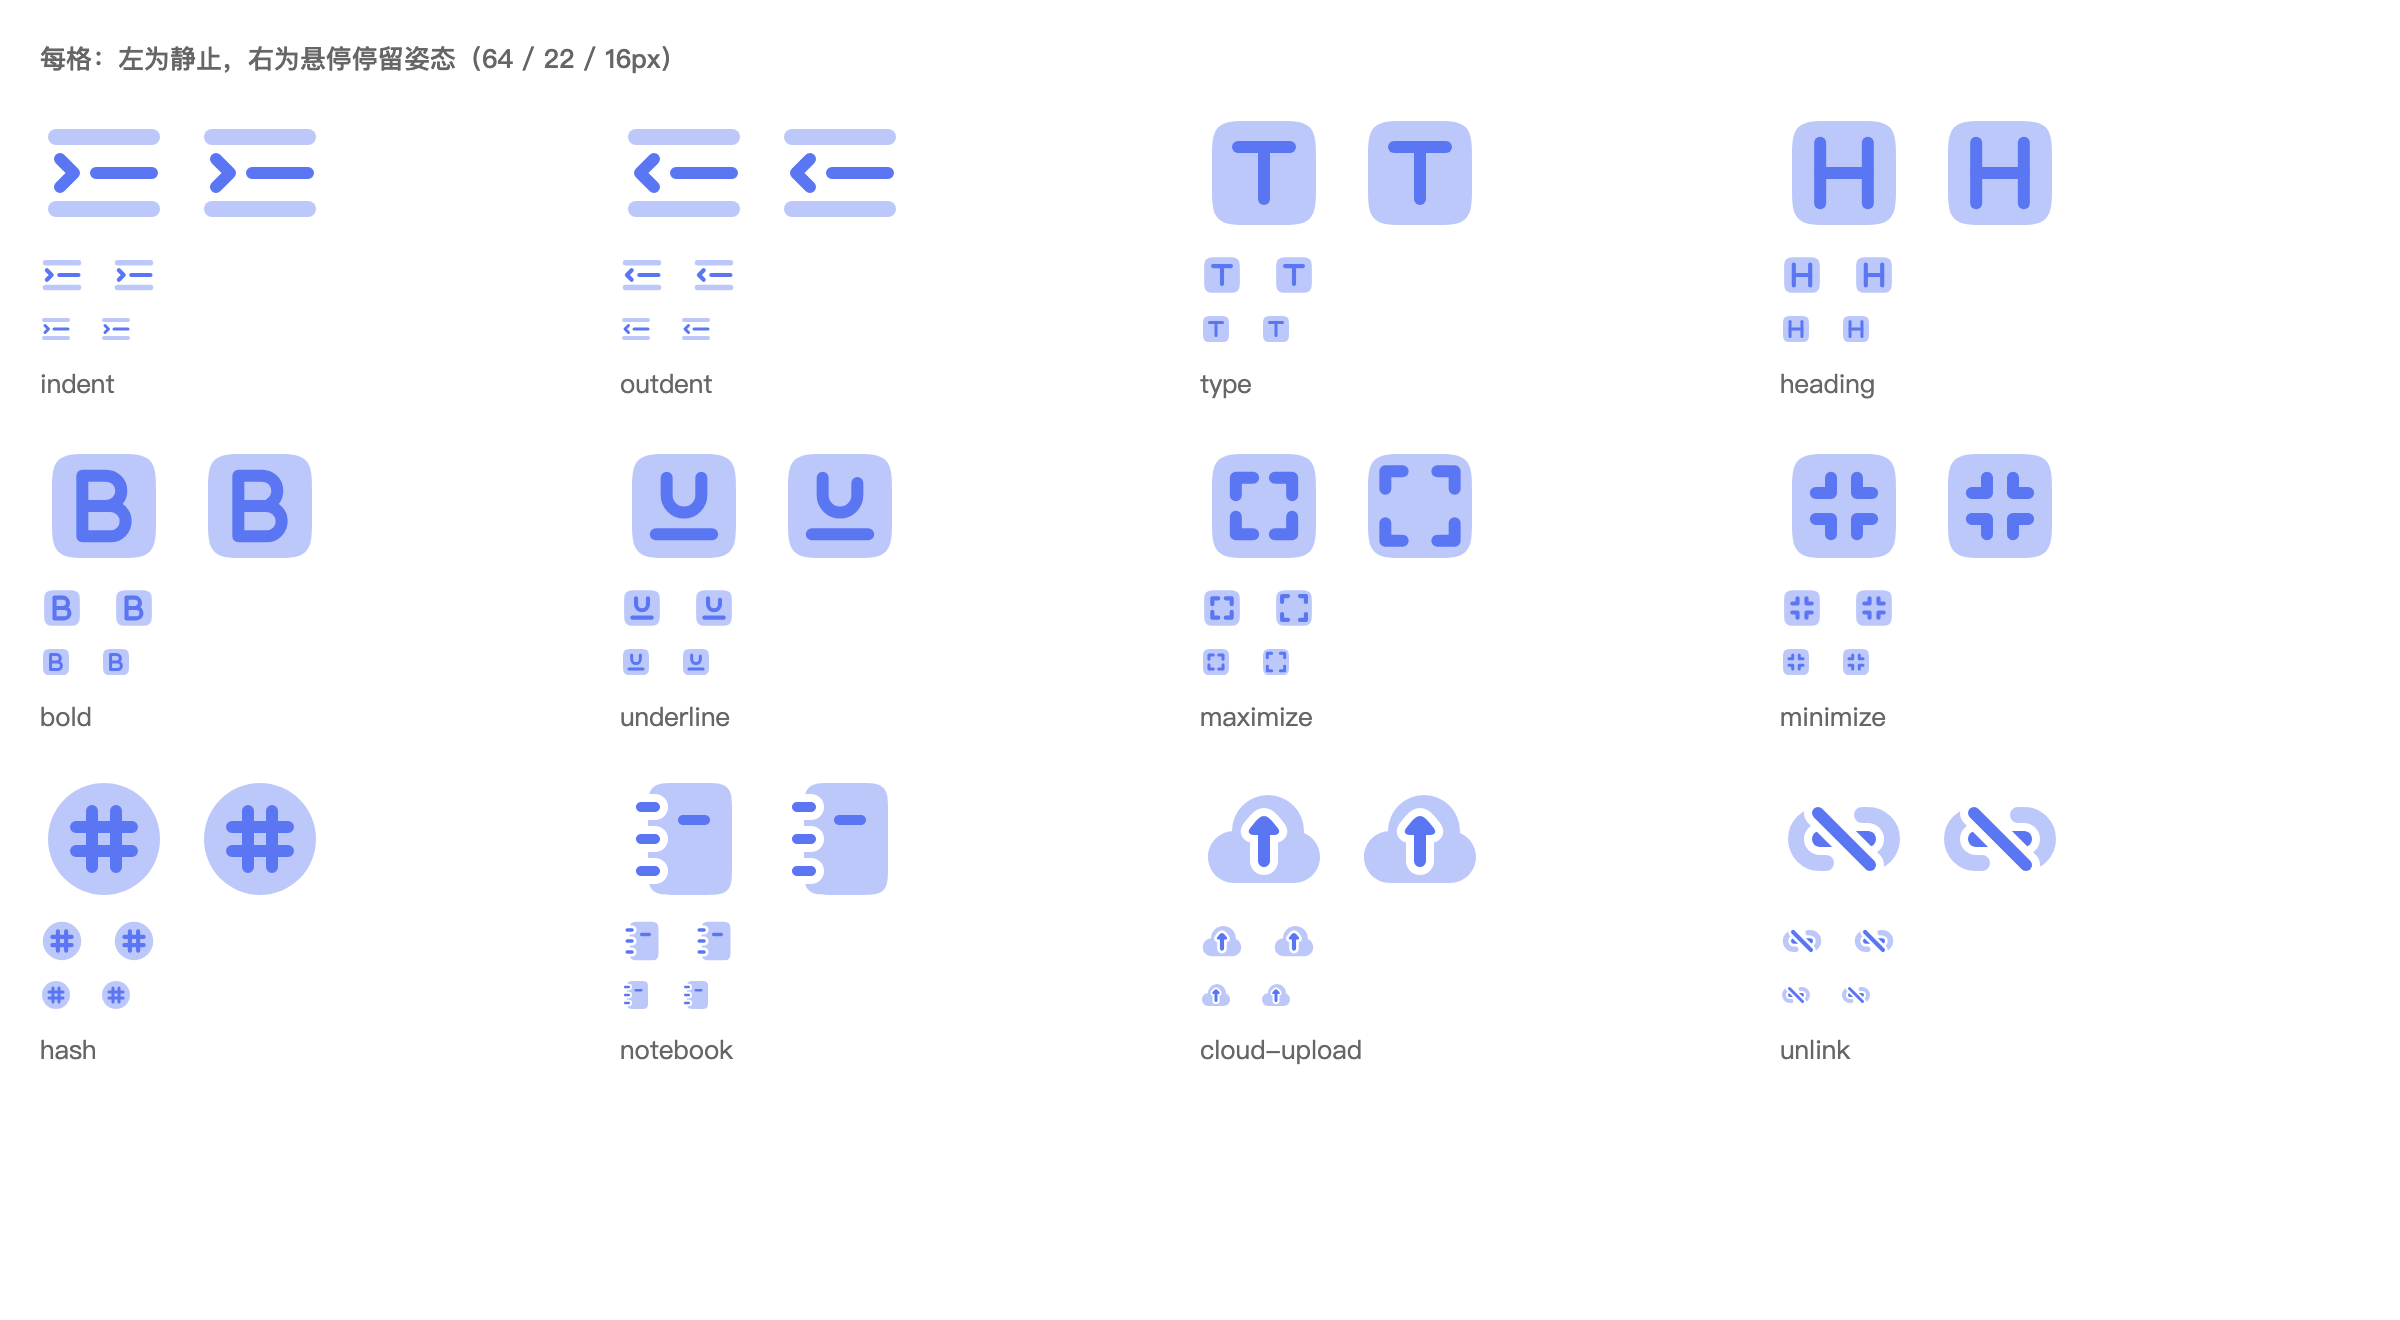 每格：左为静止，右为悬停停留姿态（64 / 22 / 16px）
indent
outdent
type
heading
bold
underline
maximize
minimize
hash
notebook
cloud-upload
unlink